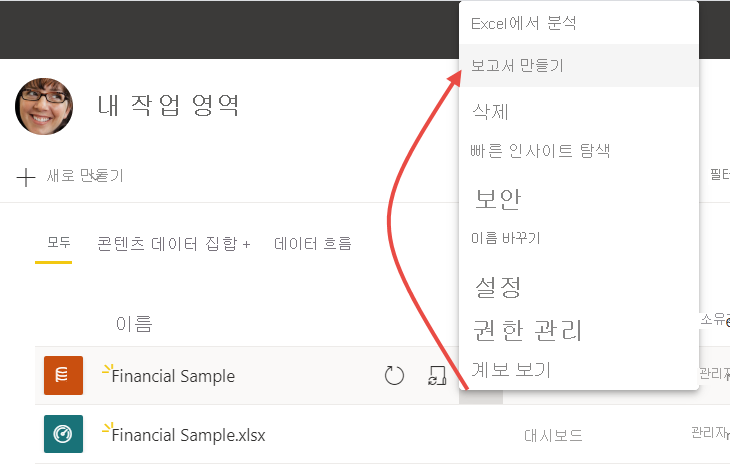 Excel에서 분석
보고서 만들기
내 작업 영역
삭제
빠른 인사이트 탐색
새로 만들기
필터
보안
이름 바꾸기
모두 콘텐츠 데이터 집합 + 데이터 흐름
설정
이름
권한 관리
소유
계보 보기
Financial Sample
관리자
Financial Sample.xlsx
대시보드
관리자